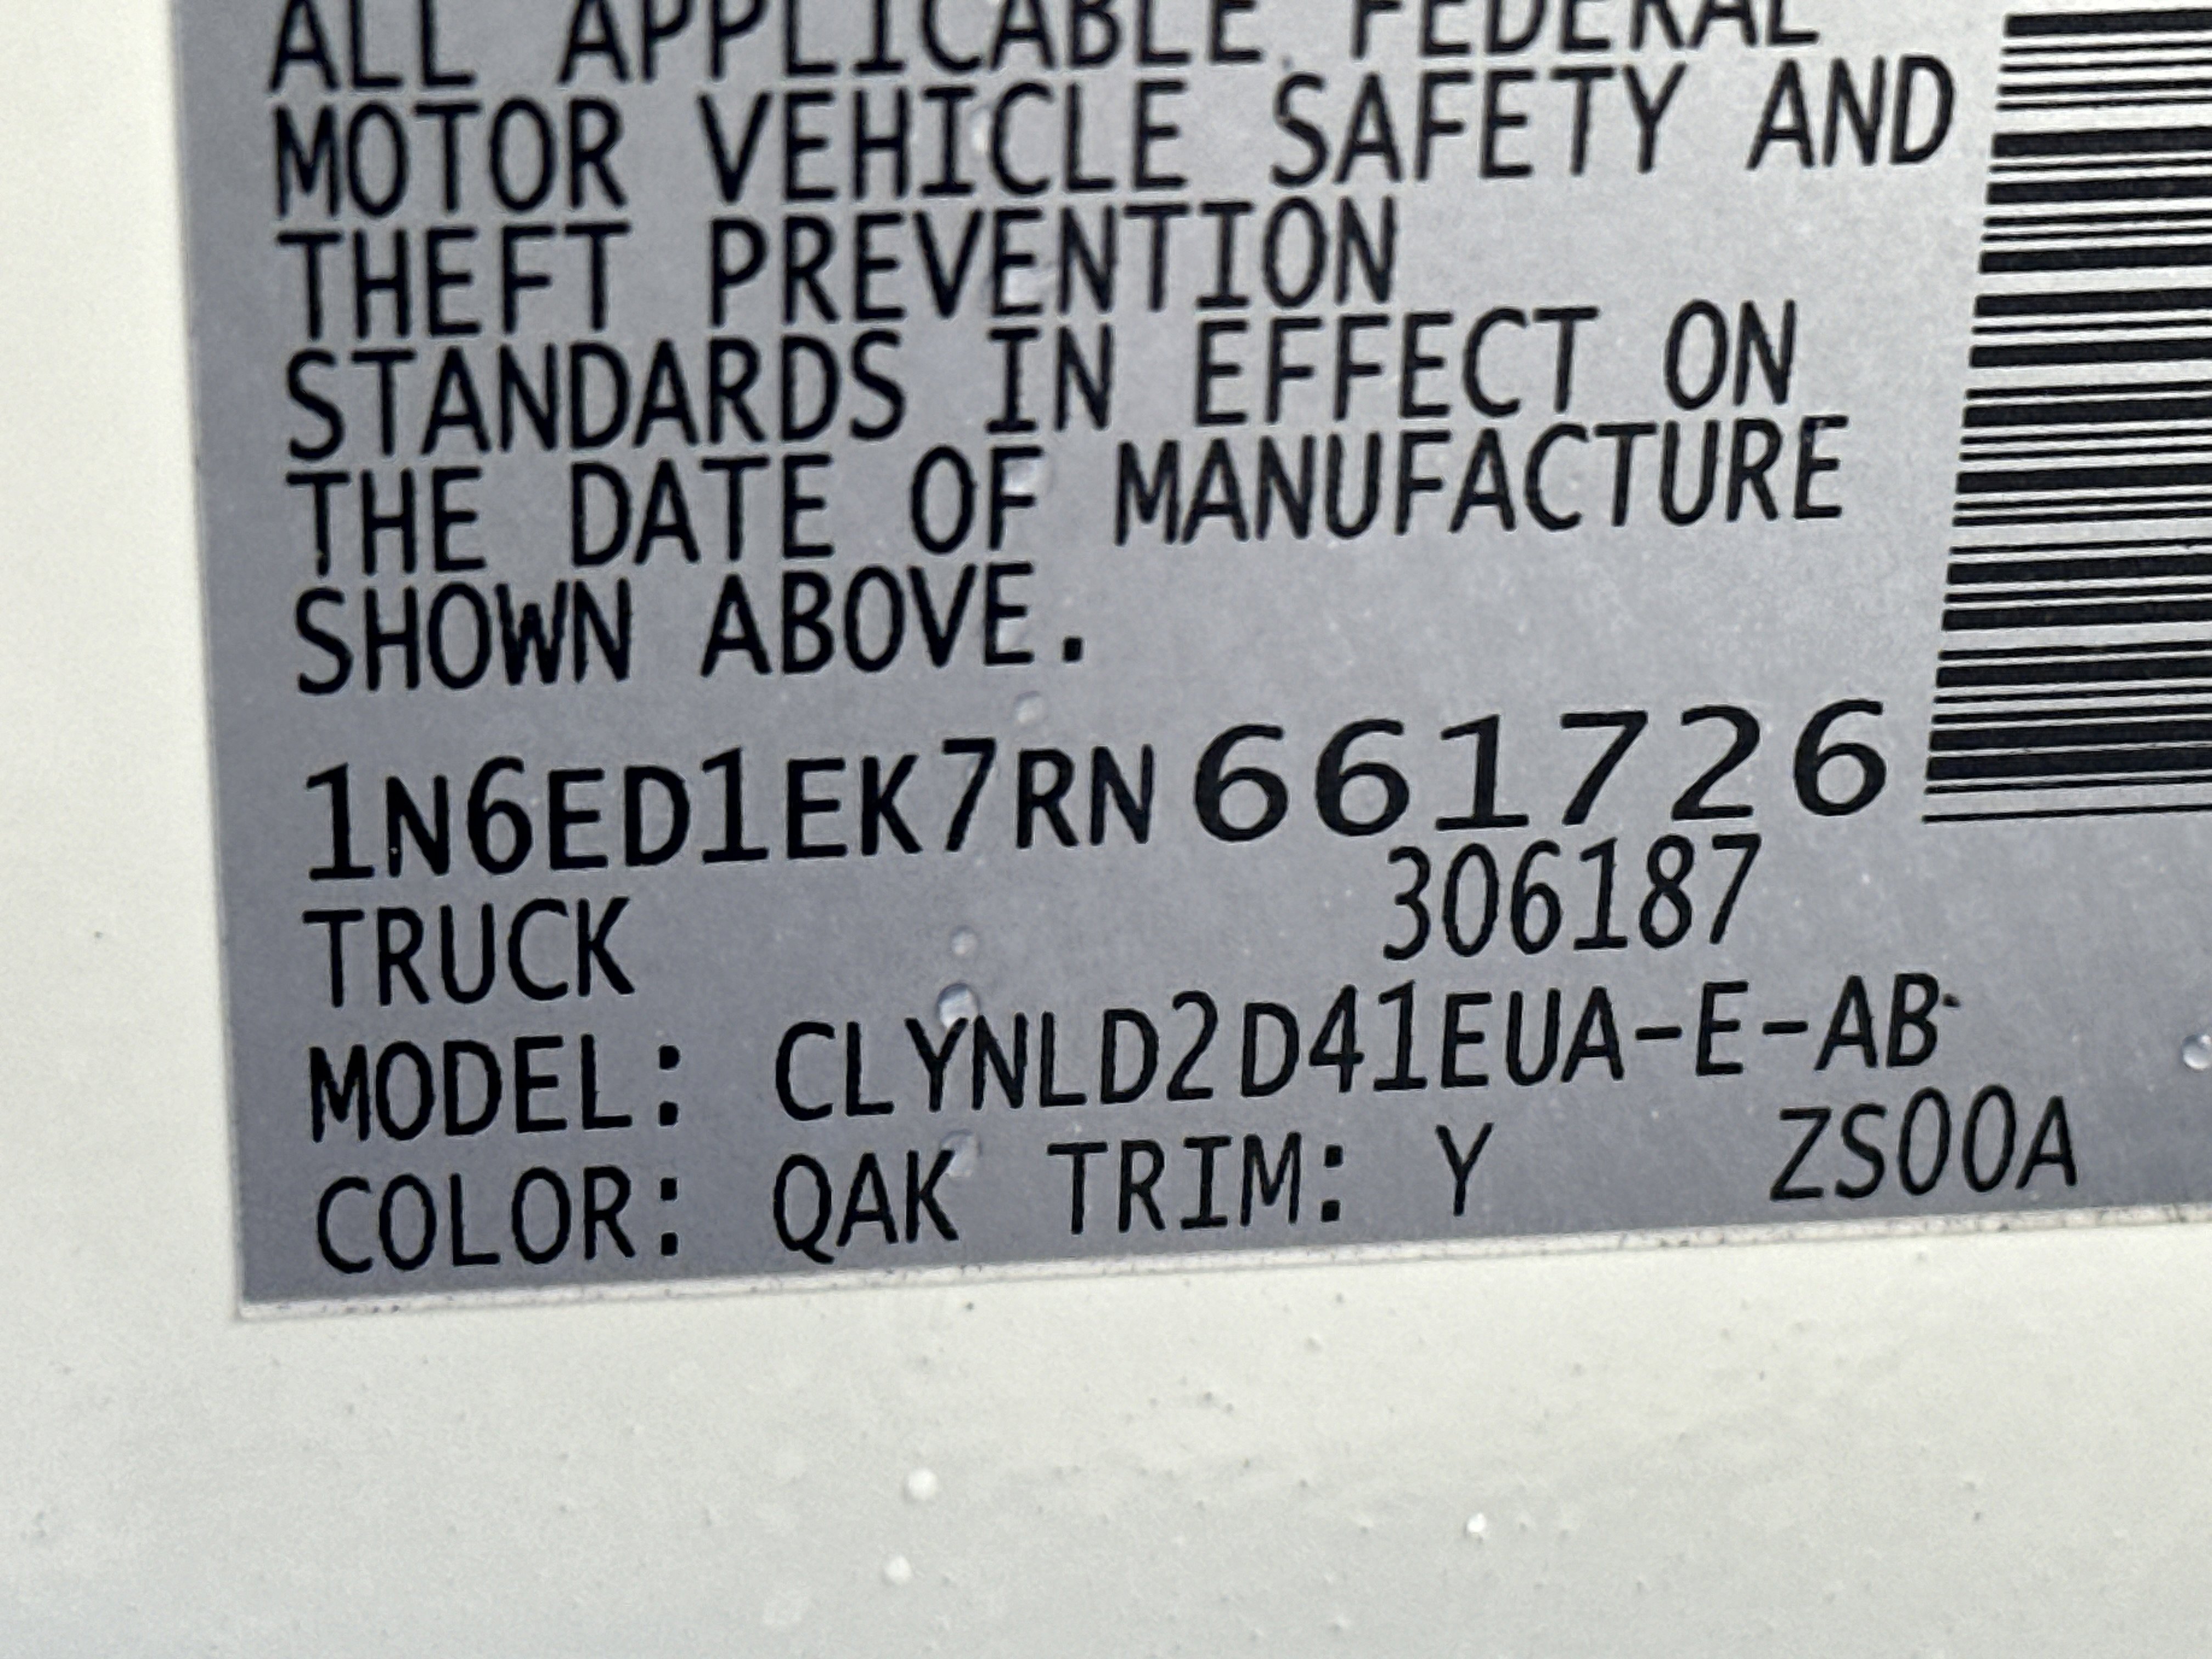 ALL APPLICABLE FEDERAL
MOTOR VEHICLE SAFETY AND
THEFT PREVENTION
STANDARDS IN EFFECT ON
THE DATE OF MANUFACTURE
SHOWN ABOVE.
1N6ED1EK7RN661726
TRUCK 306187
MODEL: CLYNLD2D41EUA-E-AB
COLOR: QAK TRIM: Y ZS00A